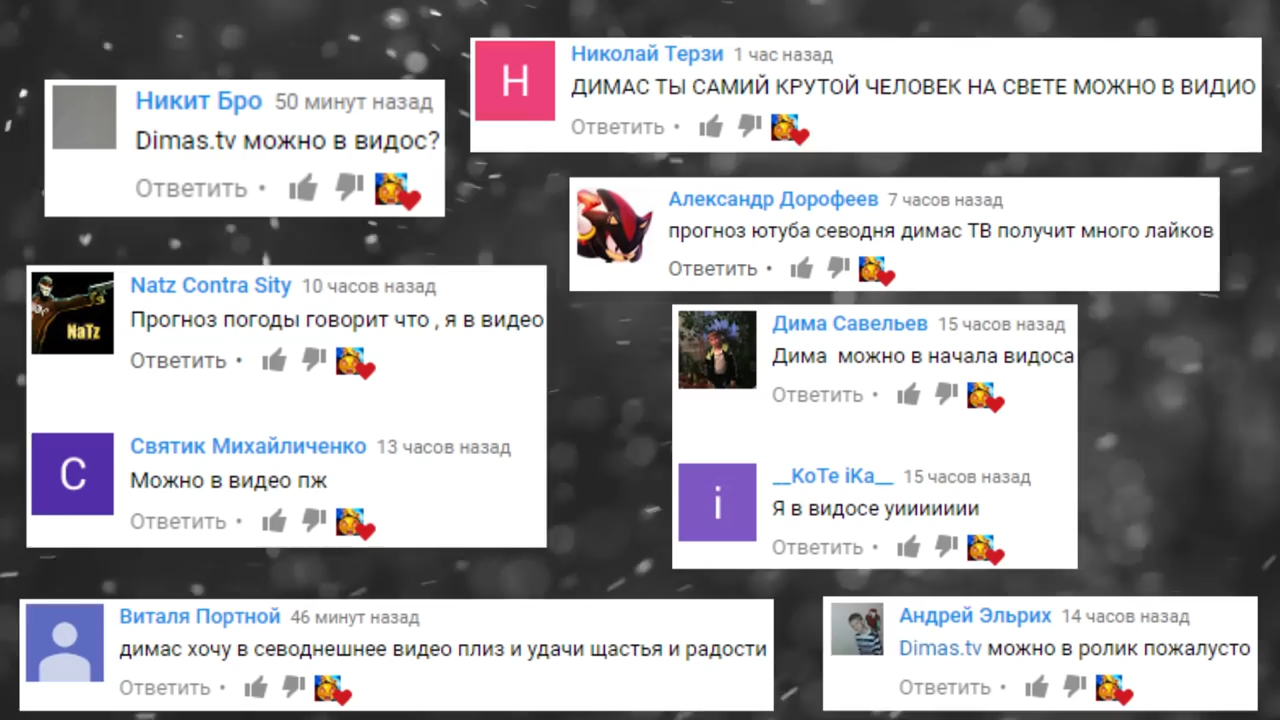 Никит Бро 50 минут назад
Dimas.tv можно в видос?
Ответить •
Николай Терзи 1 час назад
ДИМАС ТЫ САМИЙ КРУТОЙ ЧЕЛОВЕК НА СВЕТЕ МОЖНО В ВИДИО
Ответить •
Н
Александр Дорофеев 7 часов назад
прогноз ютуба севодня димас ТВ получит много лайков
Ответить •
Natz Contra Sity 10 часов назад
Прогноз погоды говорит что , я в видео
Ответить •
NaTz
Святик Михайличенко 13 часов назад
Можно в видео пж
Ответить •
С
Дима Савельев 15 часов назад
Дима можно в начала видоса
Ответить •
__KoTe iKa__ 15 часов назад
Я в видосе уиииииии
Ответить •
i
Виталя Портной 46 минут назад
димас хочу в севоднешнее видео плиз и удачи щастья и радости
Ответить •
Андрей Эльрих 14 часов назад
Dimas.tv можно в ролик пожалусто
Ответить •